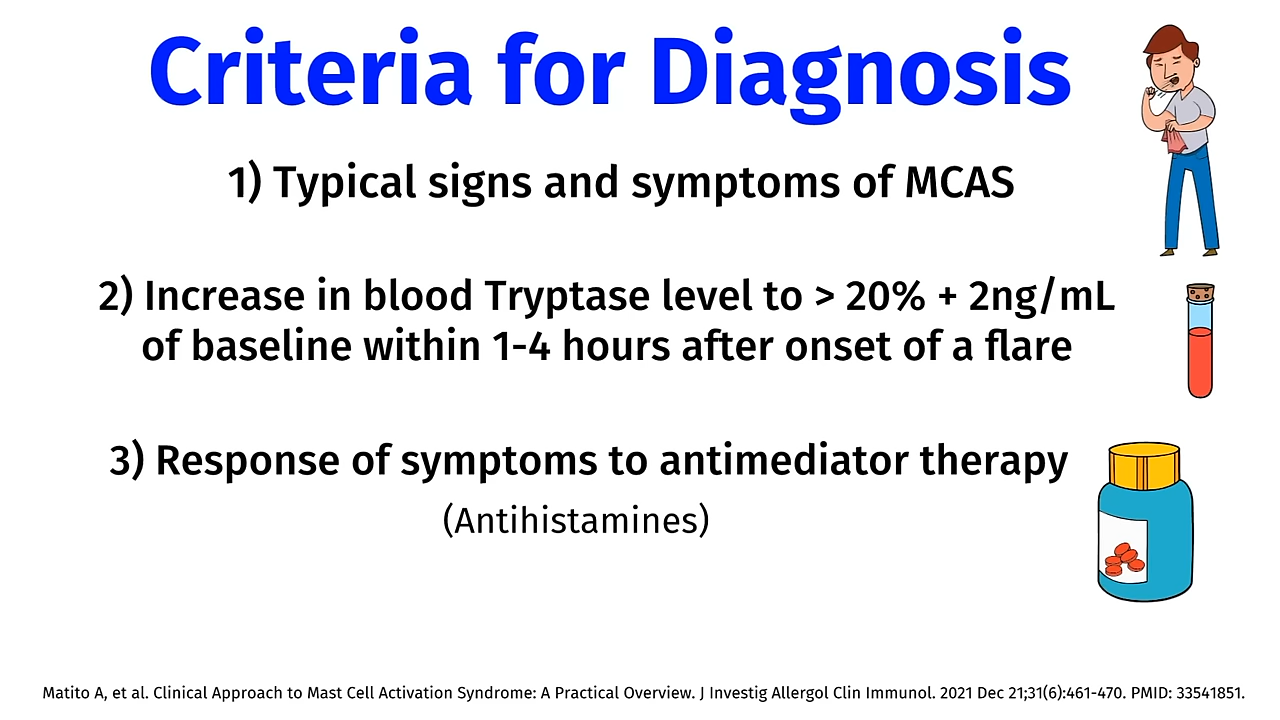 Criteria for Diagnosis
1) Typical signs and symptoms of MCAS
2) Increase in blood Tryptase level to > 20% + 2ng/mL
of baseline within 1-4 hours after onset of a flare
3) Response of symptoms to antimediator therapy
(Antihistamines)
Matito A, et al. Clinical Approach to Mast Cell Activation Syndrome: A Practical Overview. J Investig Allergol Clin Immunol. 2021 Dec 21;31(6):461-470. PMID: 33541851.